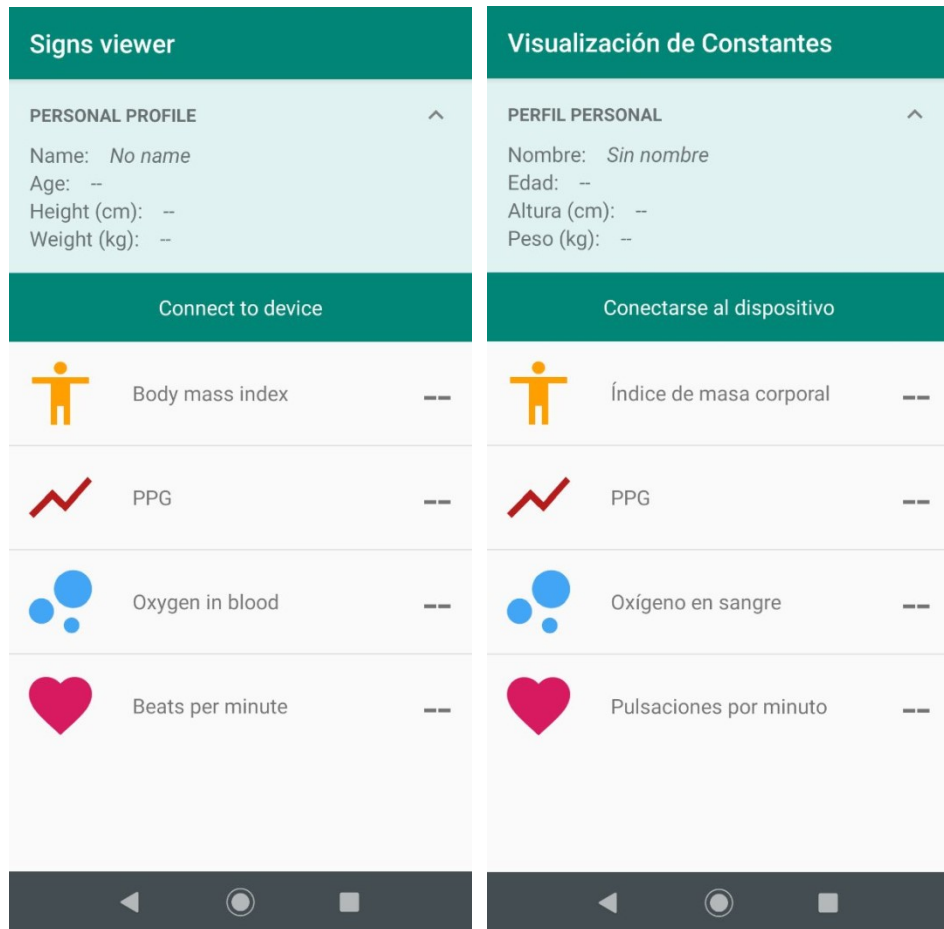 Signs viewer
PERSONAL PROFILE
Name: No name
Age: --
Height (cm): --
Weight (kg): --
Connect to device
Body mass index --
PPG --
Oxygen in blood --
Beats per minute --
Visualización de Constantes
PERFIL PERSONAL
Nombre: Sin nombre
Edad: --
Altura (cm): --
Peso (kg): --
Conectarse al dispositivo
Índice de masa corporal --
PPG --
Oxígeno en sangre --
Pulsaciones por minuto --